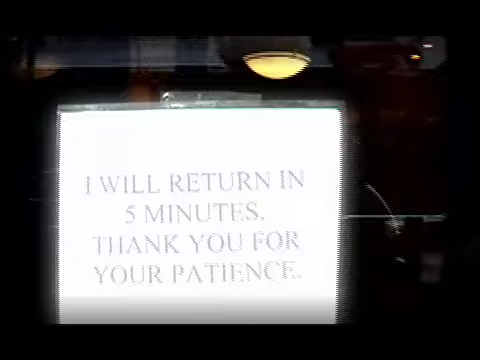 I WILL RETURN IN
5 MINUTES.
THANK YOU FOR
YOUR PATIENCE.